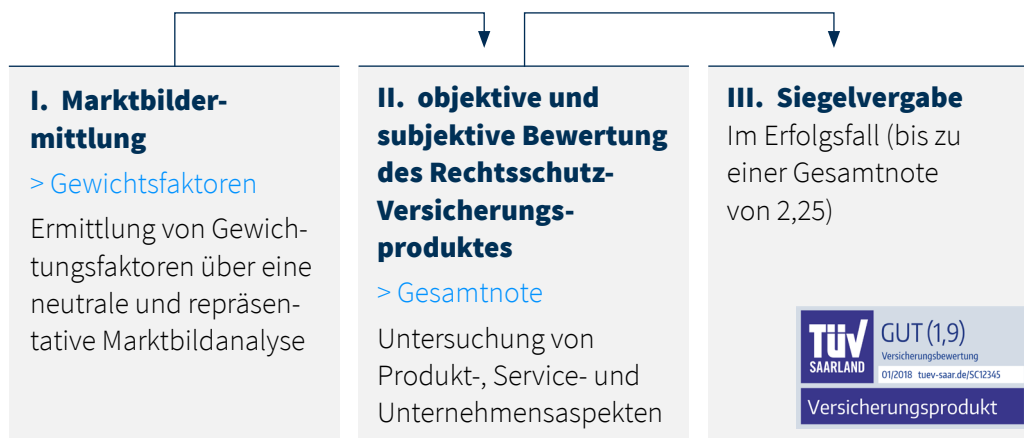 I. Marktbilder-
mittlung
> Gewichtsfaktoren
Ermittlung von Gewich-
tungsfaktoren über eine
neutrale und repräsen-
tative Marktbildanalyse
II. objektive und
subjektive Bewertung
des Rechtsschutz-
Versicherungs-
produktes
> Gesamtnote
Untersuchung von
Produkt-, Service- und
Unternehmensaspekten
III. Siegelvergabe
Im Erfolgsfall (bis zu
einer Gesamtnote
von 2,25)
TÜV
SAARLAND
GUT (1,9)
Versicherungsbewertung
01/2018 tuev-saar.de/SC12345
Versicherungsprodukt